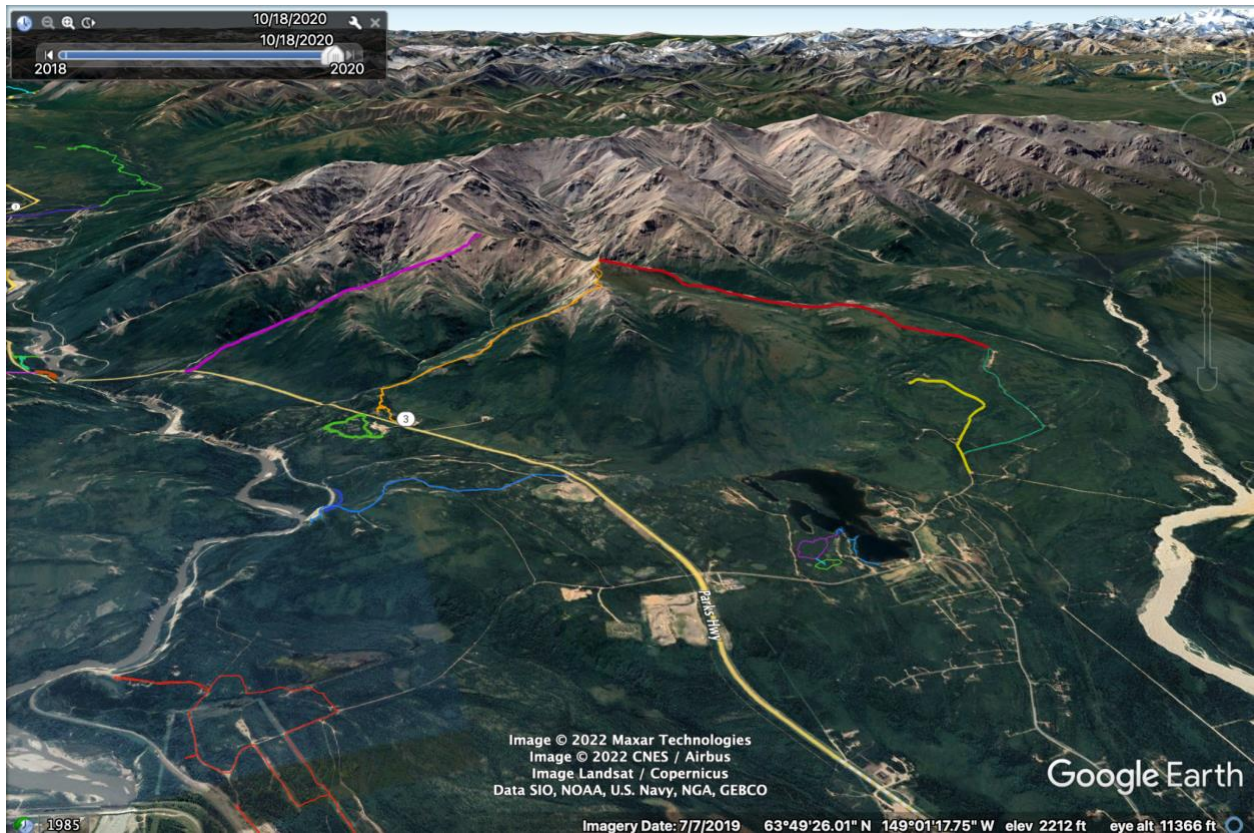 10/18/2020
10/18/2020
2018
2020
N
3
Parks Hwy
Image © 2022 Maxar Technologies
Image © 2022 CNES / Airbus
Image Landsat / Copernicus
Data SIO, NOAA, U.S. Navy, NGA, GEBCO
Google Earth
1985
Imagery Date: 7/7/2019 63°49'26.01" N 149°01'17.75" W elev 2212 ft eye alt 11366 ft